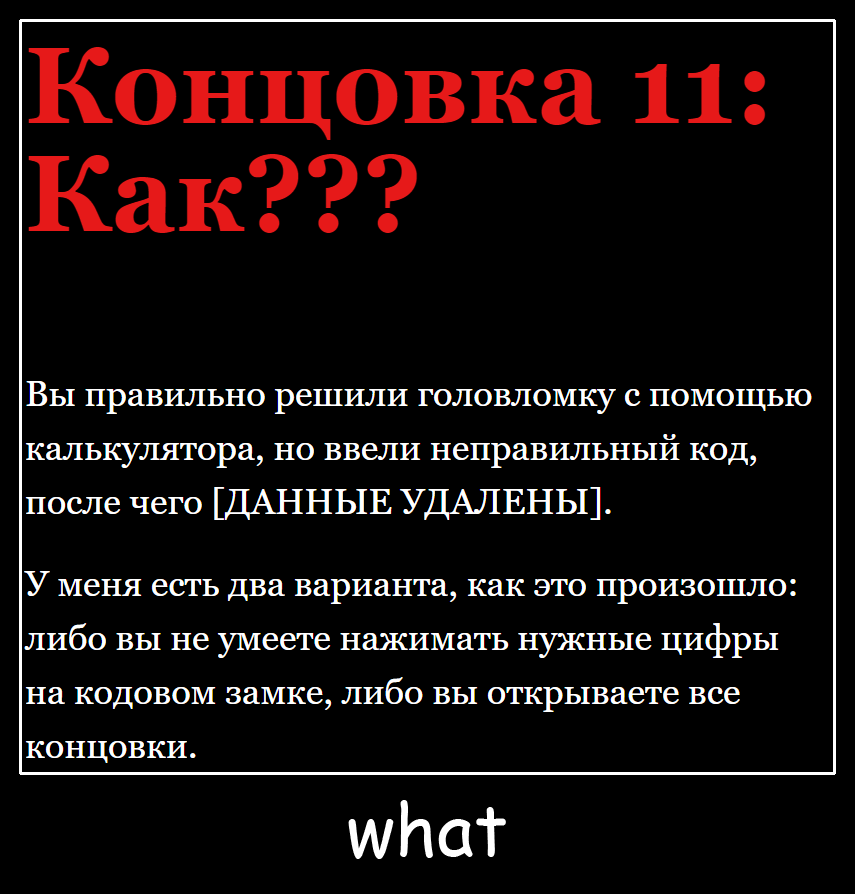 Концовка 11:
Как???
Вы правильно решили головломку с помощью
калькулятора, но ввели неправильный код,
после чего [ДАННЫЕ УДАЛЕНЫ].
У меня есть два варианта, как это произошло:
либо вы не умеете нажимать нужные цифры
на кодовом замке, либо вы открываете все
концовки.
what